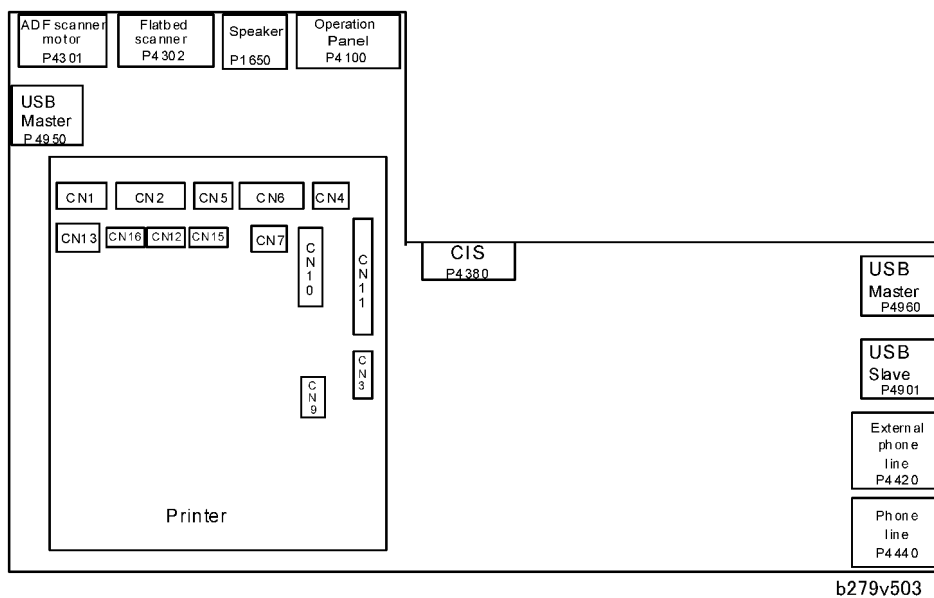 ADF scanner
motor
P4301
Flatbed
scanner
P4302
Speaker
P1650
Operation
Panel
P4100
USB
Master
P4950
CN1
CN2
CN5
CN6
CN4
CN13
CN16
CN12
CN15
CN7
CN10
CN11
CN3
CN9
Printer
CIS
P4380
USB
Master
P4960
USB
Slave
P4901
External
phone
line
P4420
Phone
line
P4440
b279v503